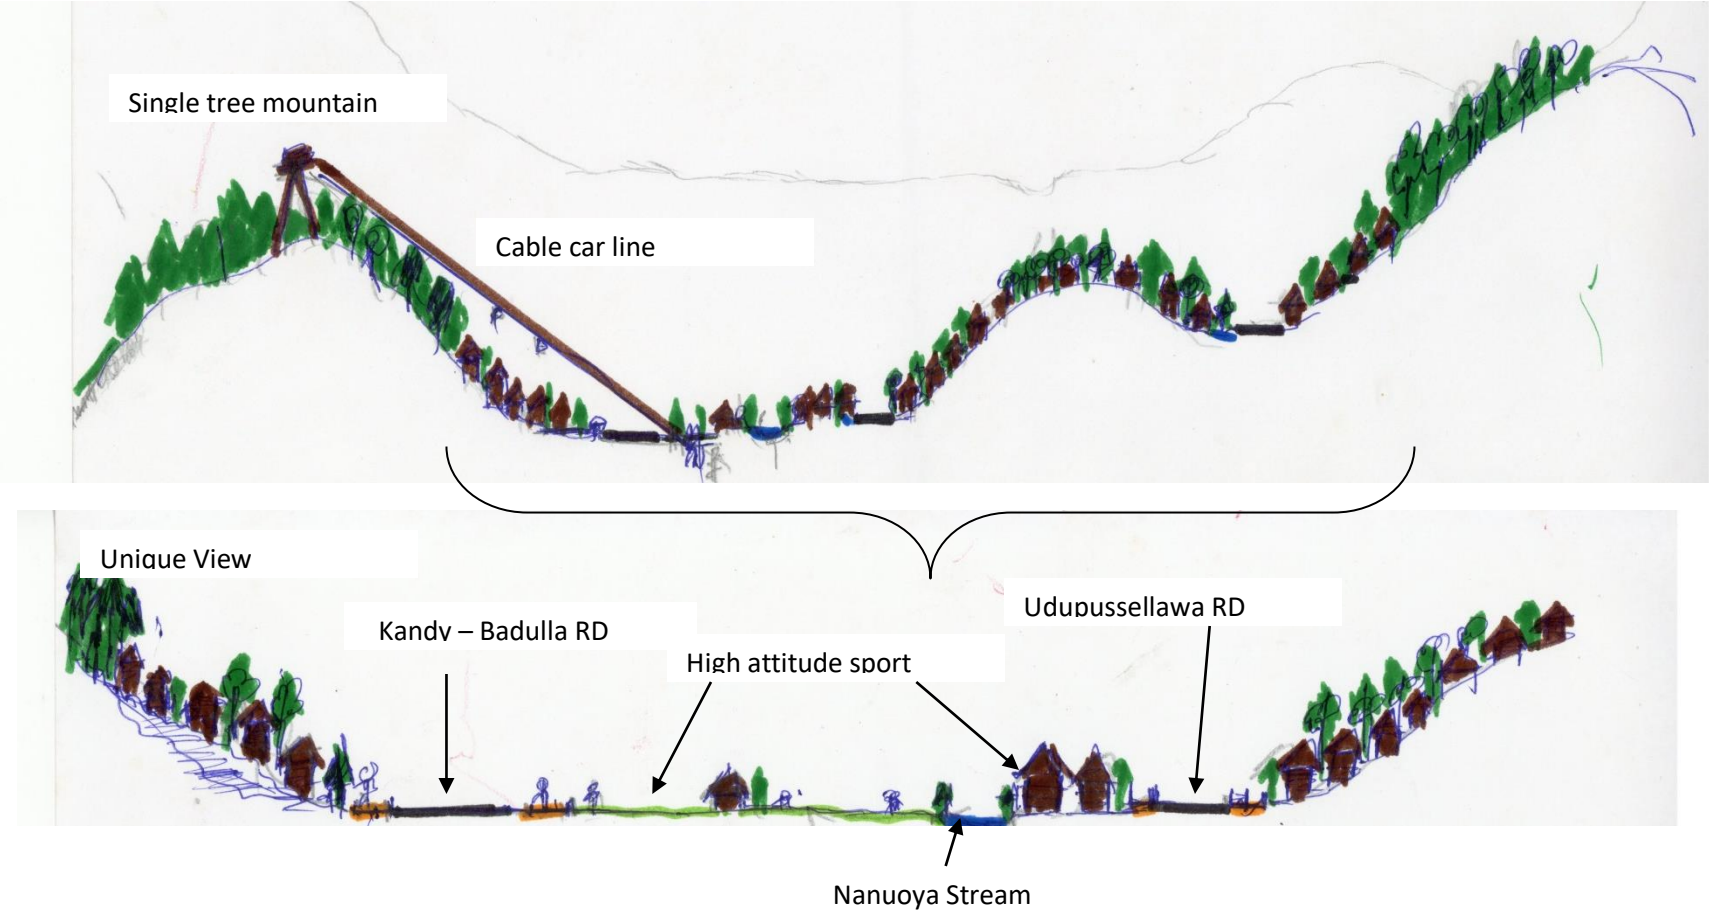 Single tree mountain
Cable car line
Unique View
Udupussellawa RD
Kandy – Badulla RD
High attitude sport
Nanuoya Stream